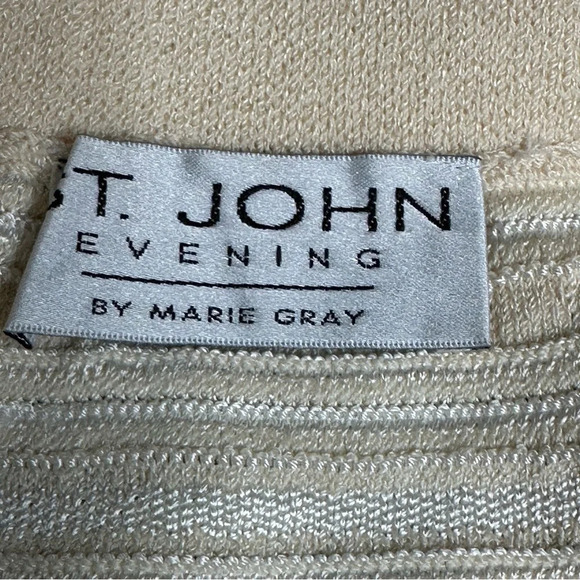 ST. JOHN
EVENING
BY MARIE GRAY